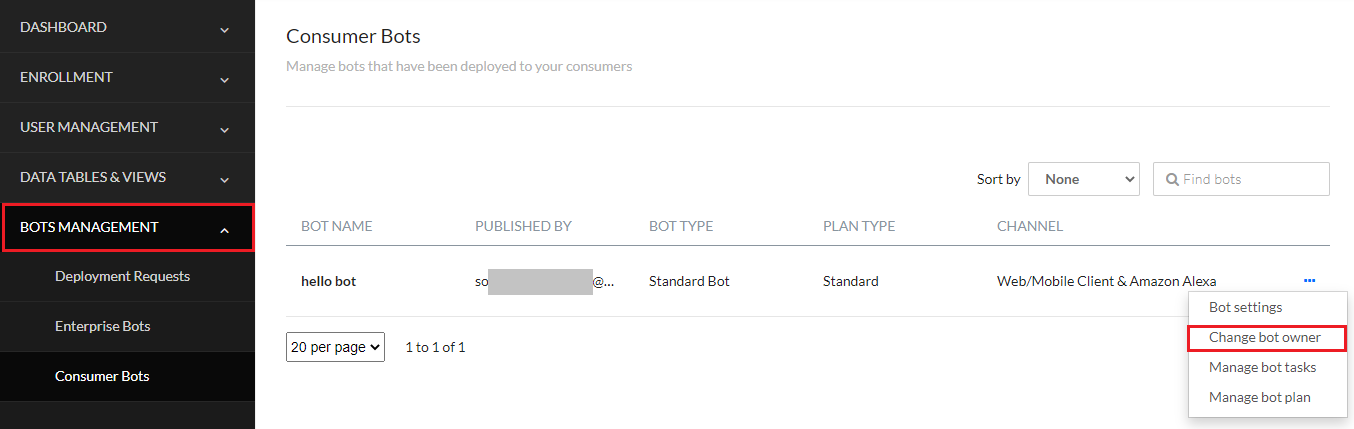 DASHBOARD
ENROLLMENT
USER MANAGEMENT
DATA TABLES & VIEWS
BOTS MANAGEMENT
Deployment Requests
Enterprise Bots
Consumer Bots
Consumer Bots
Manage bots that have been deployed to your consumers
Sort by None Find bots
BOT NAME PUBLISHED BY BOT TYPE PLAN TYPE CHANNEL
hello bot so @... Standard Bot Standard Web/Mobile Client & Amazon Alexa ...
Bot settings
Change bot owner
Manage bot tasks
Manage bot plan
20 per page 1 to 1 of 1